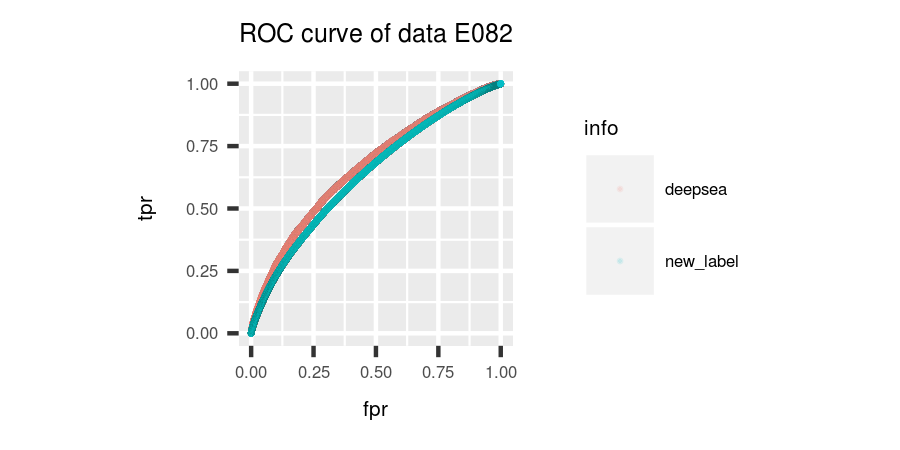 ROC curve of data E082
1.00
0.75
0.50
0.25
0.00
tpr
0.00 0.25 0.50 0.75 1.00
fpr
info
deepsea
new_label